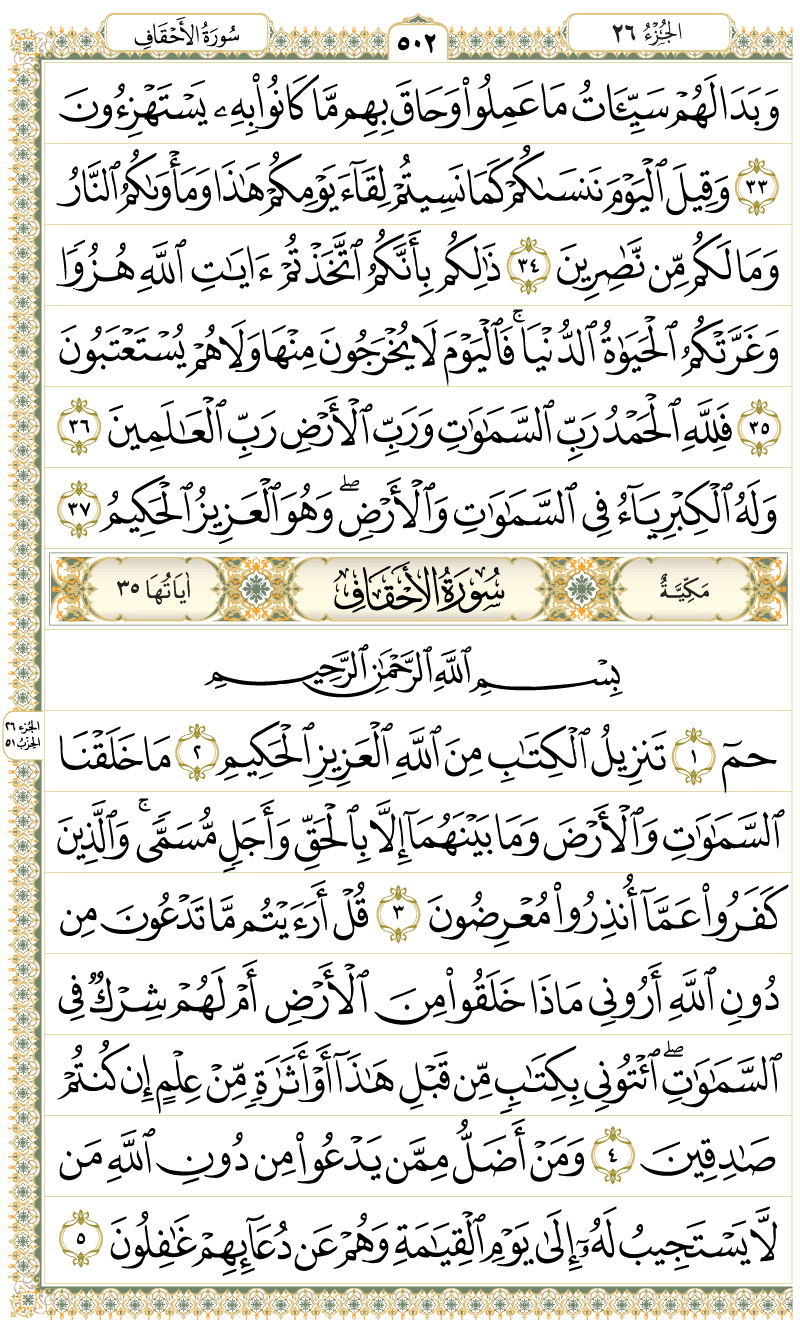 الجُزْءُ ٢٦
٥٠٢
سُورَةُ الأَحْقَافِ
وَبَدَا لَهُمْ سَيِّـَٔاتُ مَا عَمِلُوا۟ وَحَاقَ بِهِم مَّا كَانُوا۟ بِهِۦ يَسْتَهْزِءُونَ
٣٣ وَقِيلَ ٱلْيَوْمَ نَنسَىٰكُمْ كَمَا نَسِيتُمْ لِقَآءَ يَوْمِكُمْ هَـٰذَا وَمَأْوَىٰكُمُ ٱلنَّارُ
وَمَا لَكُم مِّن نَّـٰصِرِينَ ٣٤ ذَٰلِكُم بِأَنَّكُمُ ٱتَّخَذْتُمْ ءَايَـٰتِ ٱللَّهِ هُزُوًا
وَغَرَّتْكُمُ ٱلْحَيَوٰةُ ٱلدُّنْيَا ۚ فَٱلْيَوْمَ لَا يُخْرَجُونَ مِنْهَا وَلَا هُمْ يُسْتَعْتَبُونَ
٣٥ فَلِلَّهِ ٱلْحَمْدُ رَبِّ ٱلسَّمَـٰوَٰتِ وَرَبِّ ٱلْأَرْضِ رَبِّ ٱلْعَـٰلَمِينَ ٣٦
وَلَهُ ٱلْكِبْرِيَآءُ فِى ٱلسَّمَـٰوَٰتِ وَٱلْأَرْضِ ۖ وَهُوَ ٱلْعَزِيزُ ٱلْحَكِيمُ ٣٧
مَكِيَّةٌ سُورَةُ الأَحْقَافِ اٰيَاتُهَا ٣٥
بِسْمِ ٱللَّهِ ٱلرَّحْمَـٰنِ ٱلرَّحِيمِ
حمٓ ١ تَنزِيلُ ٱلْكِتَـٰبِ مِنَ ٱللَّهِ ٱلْعَزِيزِ ٱلْحَكِيمِ ٢ مَا خَلَقْنَا
ٱلسَّمَـٰوَٰتِ وَٱلْأَرْضَ وَمَا بَيْنَهُمَآ إِلَّا بِٱلْحَقِّ وَأَجَلٍ مُّسَمًّى ۚ وَٱلَّذِينَ
كَفَرُوا۟ عَمَّآ أُنذِرُوا۟ مُعْرِضُونَ ٣ قُلْ أَرَءَيْتُم مَّا تَدْعُونَ مِن
دُونِ ٱللَّهِ أَرُونِى مَاذَا خَلَقُوا۟ مِنَ ٱلْأَرْضِ أَمْ لَهُمْ شِرْكٌ فِى
ٱلسَّمَـٰوَٰتِ ۖ ٱئْتُونِى بِكِتَـٰبٍ مِّن قَبْلِ هَـٰذَآ أَوْ أَثَـٰرَةٍ مِّنْ عِلْمٍ إِن كُنتُمْ
صَـٰدِقِينَ ٤ وَمَنْ أَضَلُّ مِمَّن يَدْعُوا۟ مِن دُونِ ٱللَّهِ مَن
لَّا يَسْتَجِيبُ لَهُۥٓ إِلَىٰ يَوْمِ ٱلْقِيَـٰمَةِ وَهُمْ عَن دُعَآئِهِمْ غَـٰفِلُونَ ٥
الجُزء ٢٦
الحِزبُ ٥١